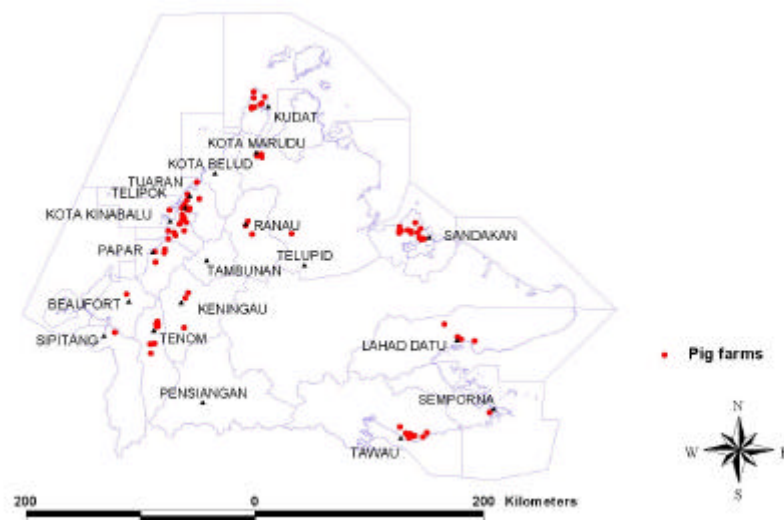 KUDAT
KOTA MARUDU
KOTA BELUD
TUARAN
TELIPOK
KOTA KINABALU
RANAU
SANDAKAN
PAPAR
TELUPID
TAMBUNAN
BEAUFORT
KENINGAU
SIPITANG
TENOM
LAHAD DATU
Pig farms
PENSIANGAN
SEMPORNA
N
W E
S
TAWAU
200 0 200 Kilometers